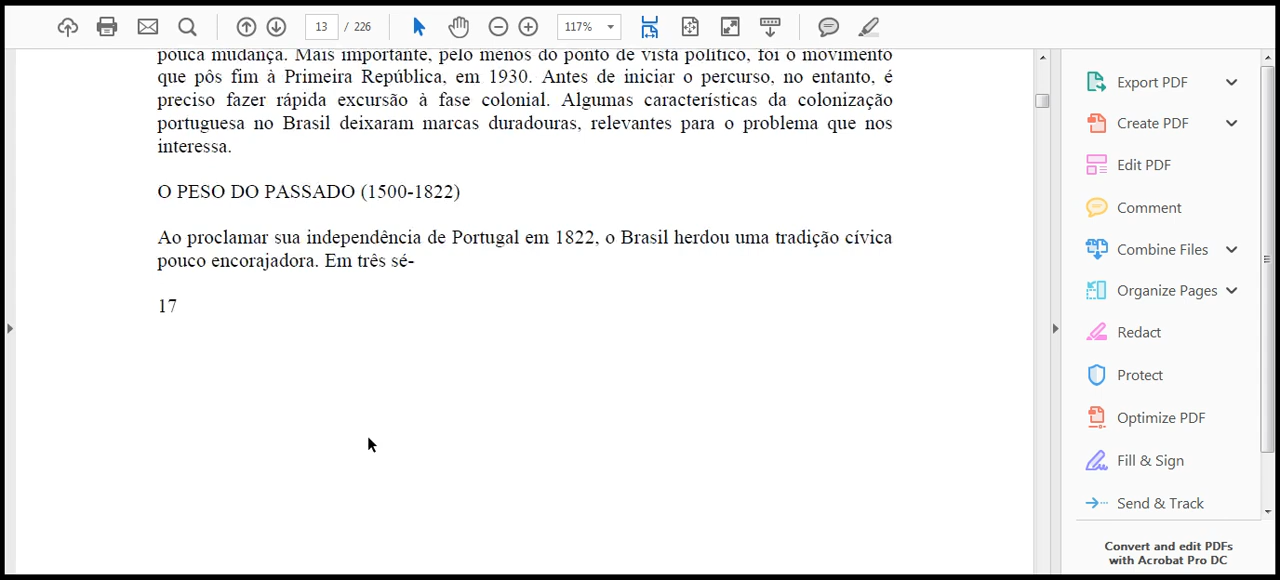 13 / 226
117%
pouca mudança. Mais importante, pelo menos do ponto de vista político, foi o movimento
que pôs fim à Primeira República, em 1930. Antes de iniciar o percurso, no entanto, é
preciso fazer rápida excursão à fase colonial. Algumas características da colonização
portuguesa no Brasil deixaram marcas duradouras, relevantes para o problema que nos
interessa.
O PESO DO PASSADO (1500-1822)
Ao proclamar sua independência de Portugal em 1822, o Brasil herdou uma tradição cívica
pouco encorajadora. Em três sé-
17
Export PDF
Create PDF
Edit PDF
Comment
Combine Files
Organize Pages
Redact
Protect
Optimize PDF
Fill & Sign
Send & Track
Convert and edit PDFs
with Acrobat Pro DC